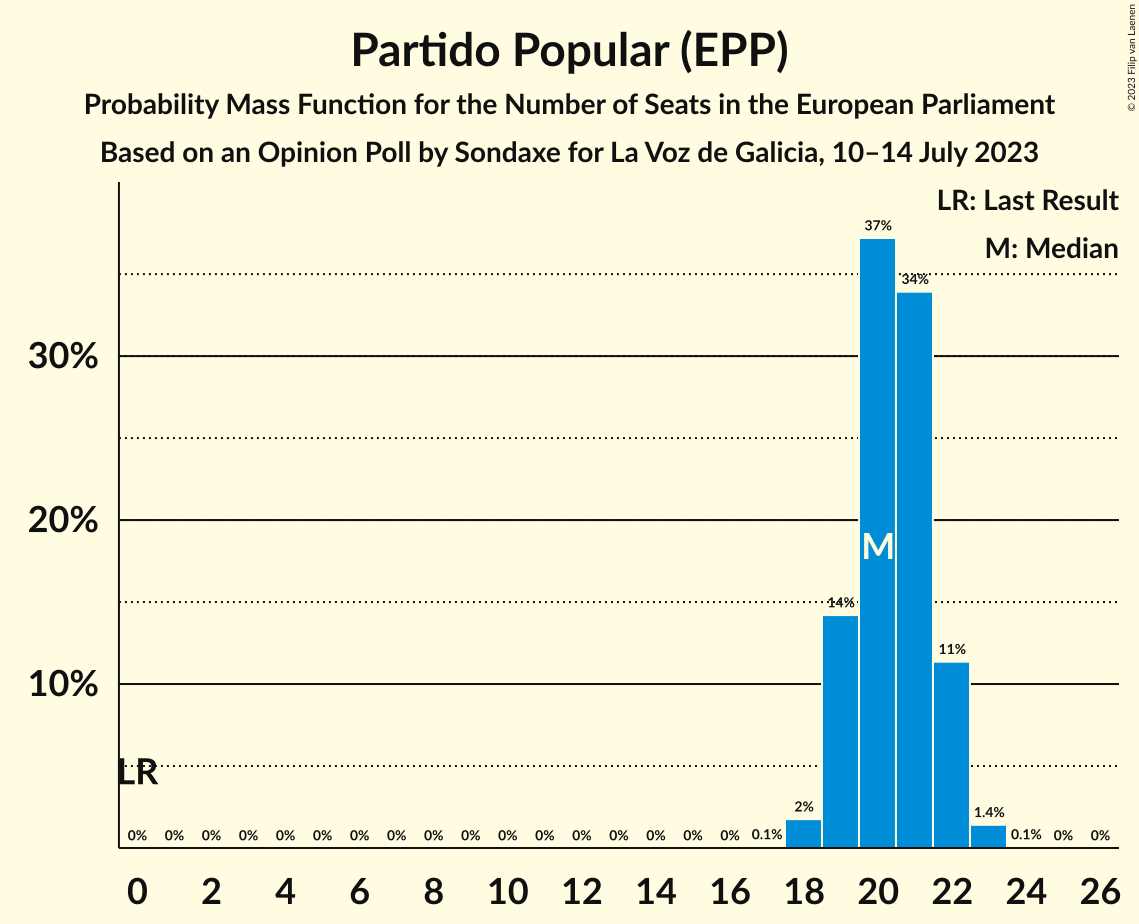 Partido Popular (EPP)
Probability Mass Function for the Number of Seats in the European Parliament
Based on an Opinion Poll by Sondaxe for La Voz de Galicia, 10–14 July 2023
© 2023 Filip van Laenen
LR: Last Result
M: Median
30%
20%
10%
LR
M
0% 0% 0% 0% 0% 0% 0% 0% 0% 0% 0% 0% 0% 0% 0% 0% 0% 0.1% 2% 14% 37% 34% 11% 1.4% 0.1% 0% 0%
0 2 4 6 8 10 12 14 16 18 20 22 24 26